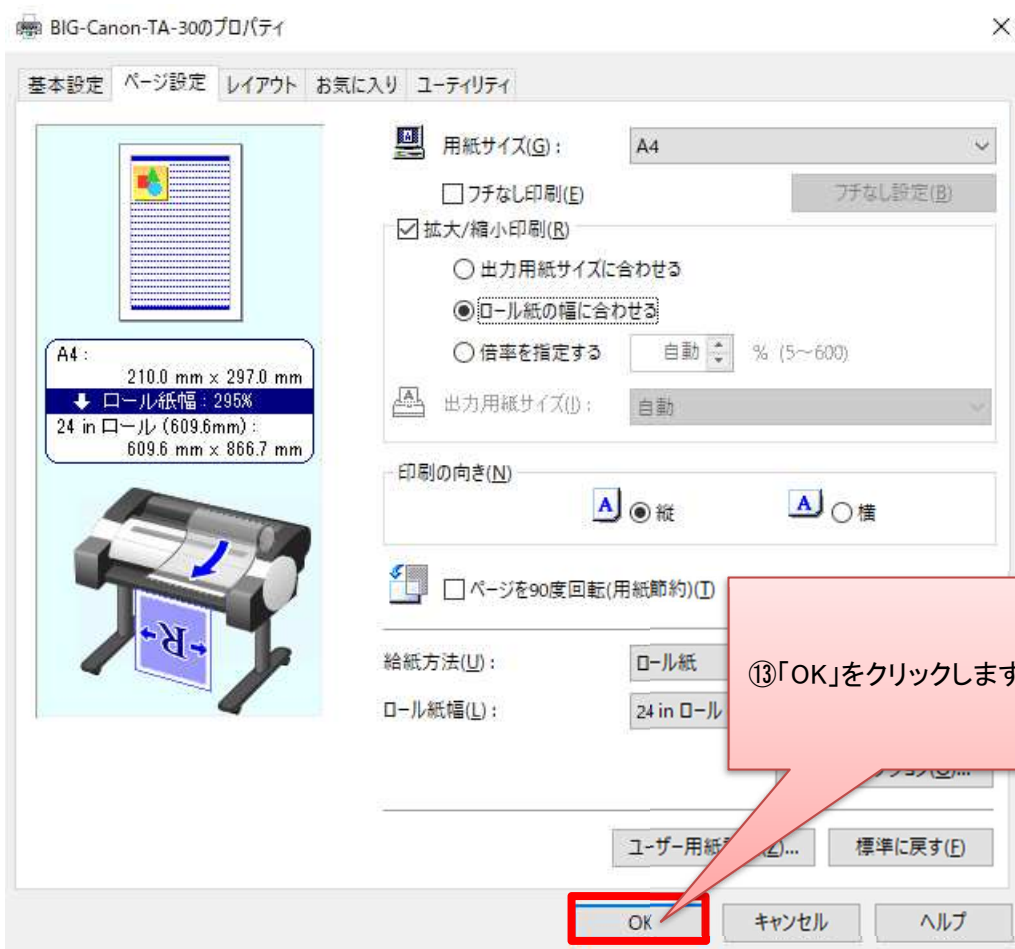 BIG-Canon-TA-30のプロパティ
基本設定 ページ設定 レイアウト お気に入り ユーティリティ
用紙サイズ(G): A4
フチなし印刷(E) フチなし設定(B)
拡大/縮小印刷(R)
出力用紙サイズに合わせる
ロール紙の幅に合わせる
倍率を指定する 自動 % (5～600)
出力用紙サイズ(I): 自動
A4:
210.0 mm x 297.0 mm
ロール紙幅:295%
24 in ロール (609.6mm):
609.6 mm x 866.7 mm
印刷の向き(N)
A 縦 A 横
ページを90度回転(用紙節約)(T)
R
給紙方法(U): ロール紙
ロール紙幅(L): 24 in ロール
⑬「OK」をクリックします
ユーザー用紙 標準に戻す(F)
OK キャンセル ヘルプ